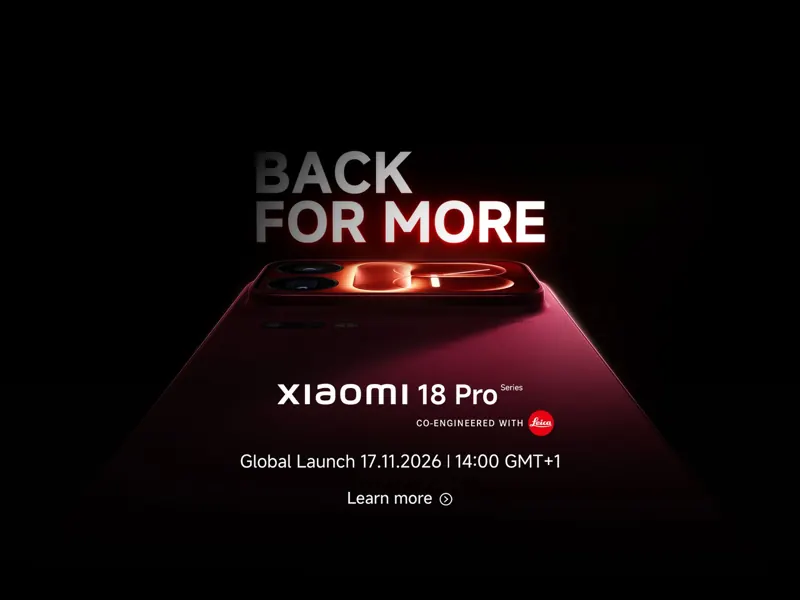 BACK
FOR MORE
xiaomi 18 Pro Series
CO-ENGINEERED WITH Leica
Global Launch 17.11.2026 | 14:00 GMT+1
Learn more